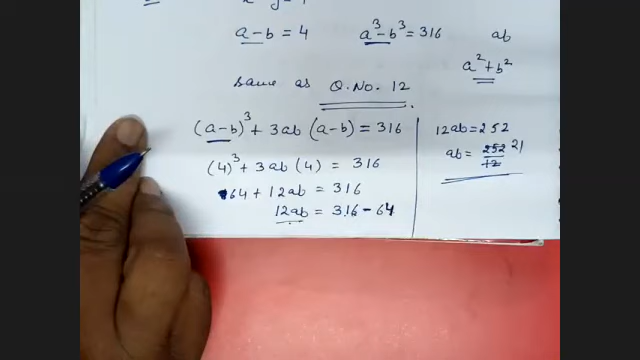 a - b = 4    a³ - b³ = 316    ab
a² + b²
same as Q.No. 12
(a - b)³ + 3ab (a - b) = 316
(4)³ + 3ab (4) = 316
64 + 12ab = 316
12ab = 316 - 64
12ab = 252
ab = 252/12 21